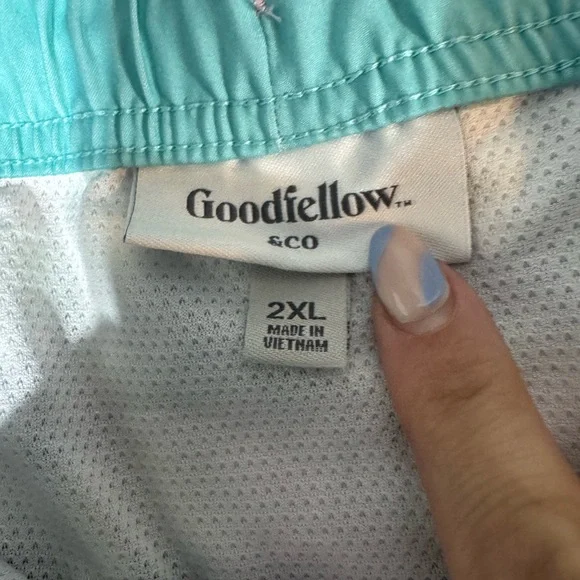 Goodfellow™
&CO
2XL
MADE IN
VIETNAM